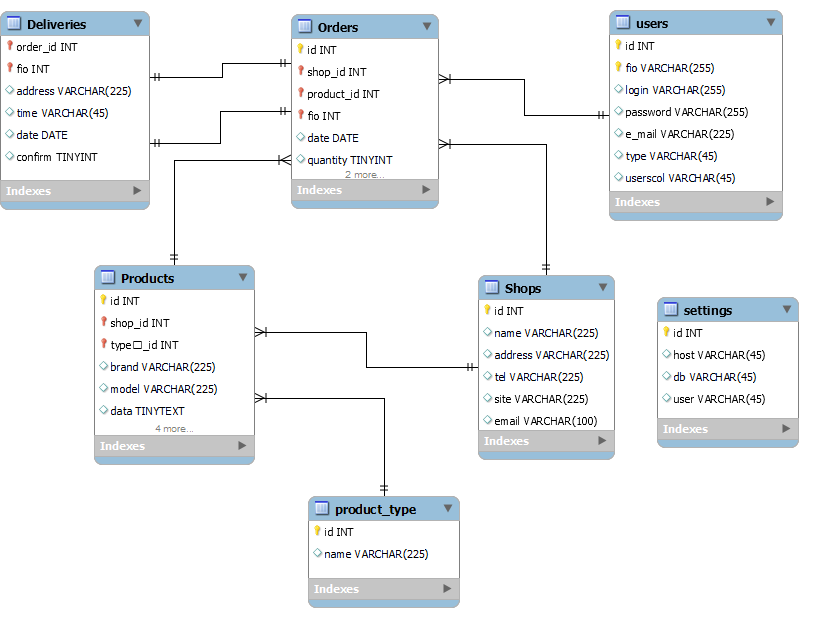 Deliveries
order_id INT
fio INT
address VARCHAR(225)
time VARCHAR(45)
date DATE
confirm TINYINT
Indexes
Orders
id INT
shop_id INT
product_id INT
fio INT
date DATE
quantity TINYINT
2 more...
Indexes
users
id INT
fio VARCHAR(255)
login VARCHAR(255)
password VARCHAR(255)
e_mail VARCHAR(225)
type VARCHAR(45)
userscol VARCHAR(45)
Indexes
Products
id INT
shop_id INT
type□_id INT
brand VARCHAR(225)
model VARCHAR(225)
data TINYTEXT
4 more...
Indexes
Shops
id INT
name VARCHAR(225)
address VARCHAR(225)
tel VARCHAR(225)
site VARCHAR(225)
email VARCHAR(100)
Indexes
settings
id INT
host VARCHAR(45)
db VARCHAR(45)
user VARCHAR(45)
Indexes
product_type
id INT
name VARCHAR(225)
Indexes